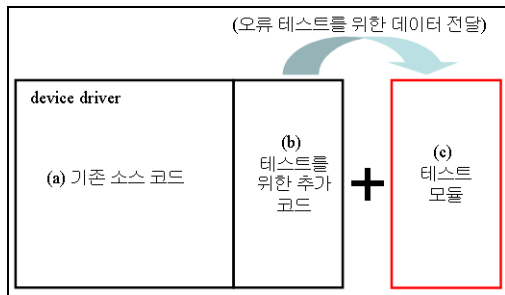 (오류 테스트를 위한 데이터 전달)
device driver
(a) 기존 소스 코드
(b)
테스트를
위한 추가
코드
+
(c)
테스트
모듈